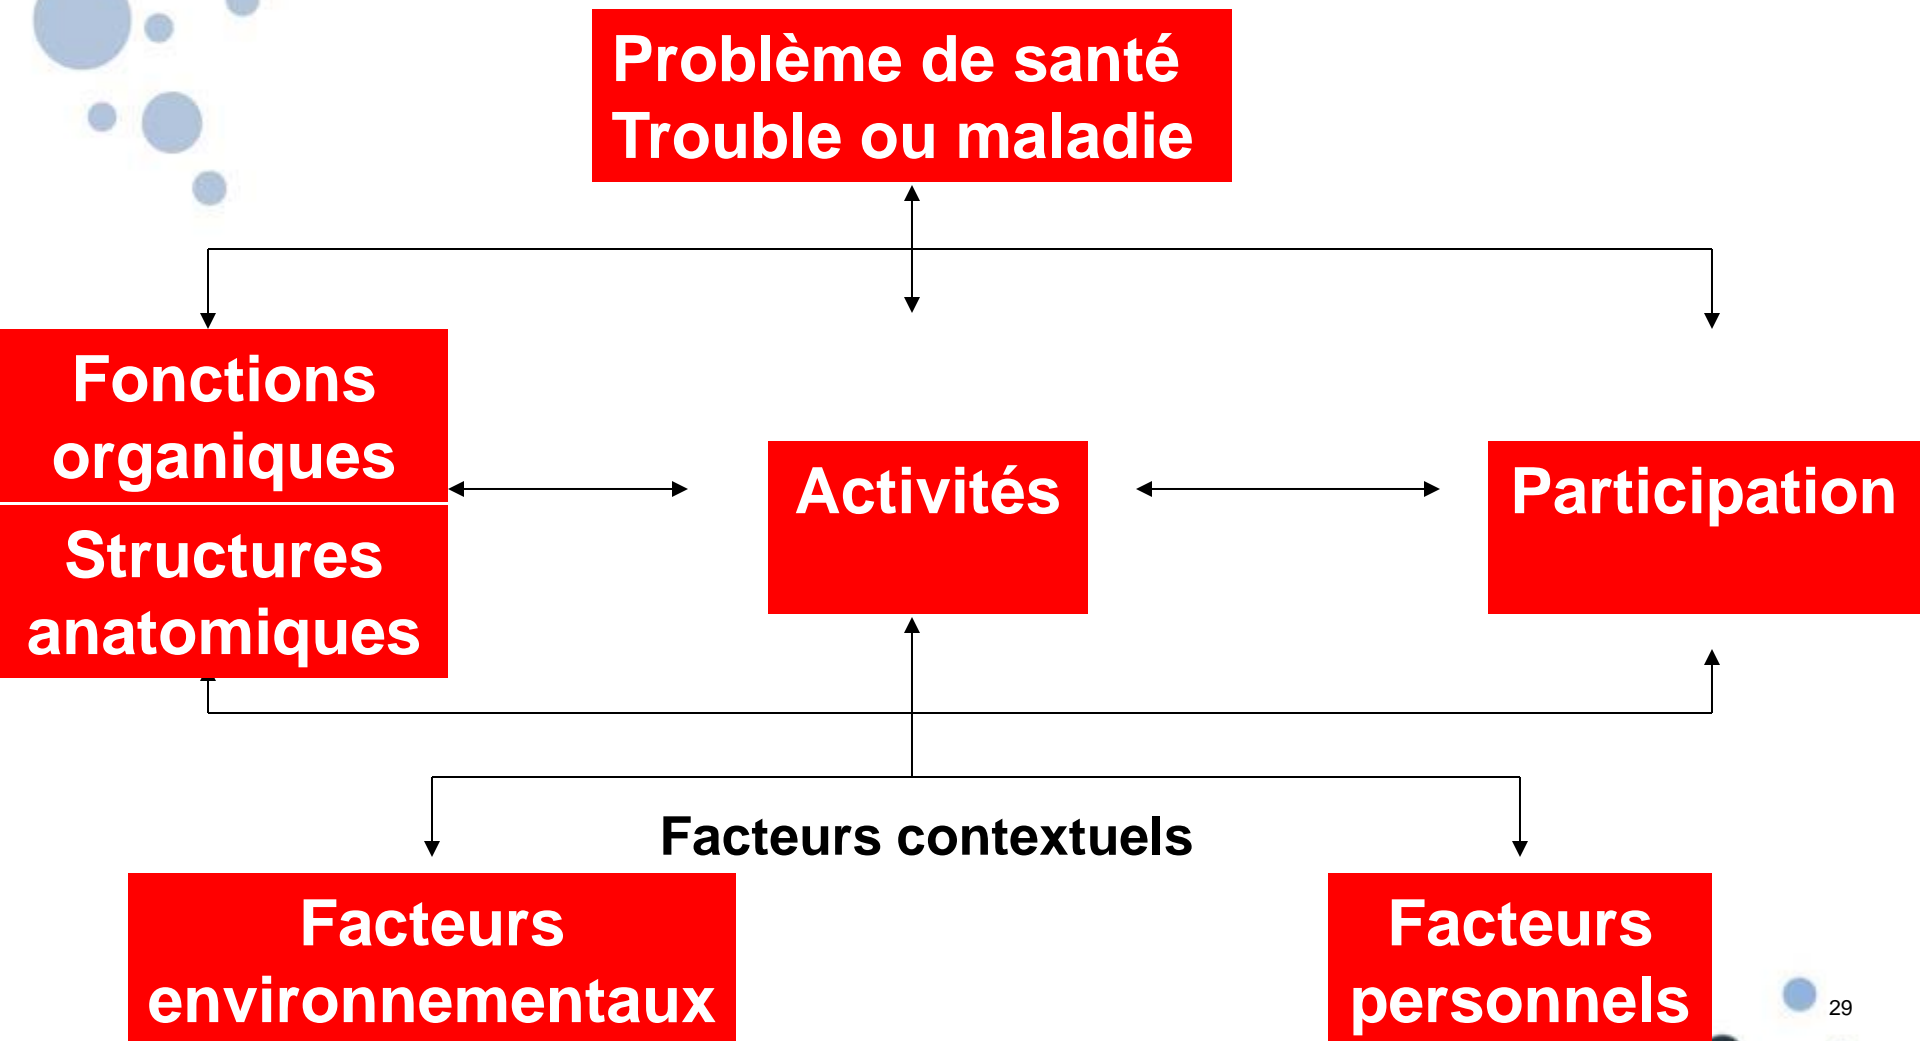 Problème de santé
Trouble ou maladie
Fonctions
organiques
Structures
anatomiques
Activités
Participation
Facteurs contextuels
Facteurs
environnementaux
Facteurs
personnels
29